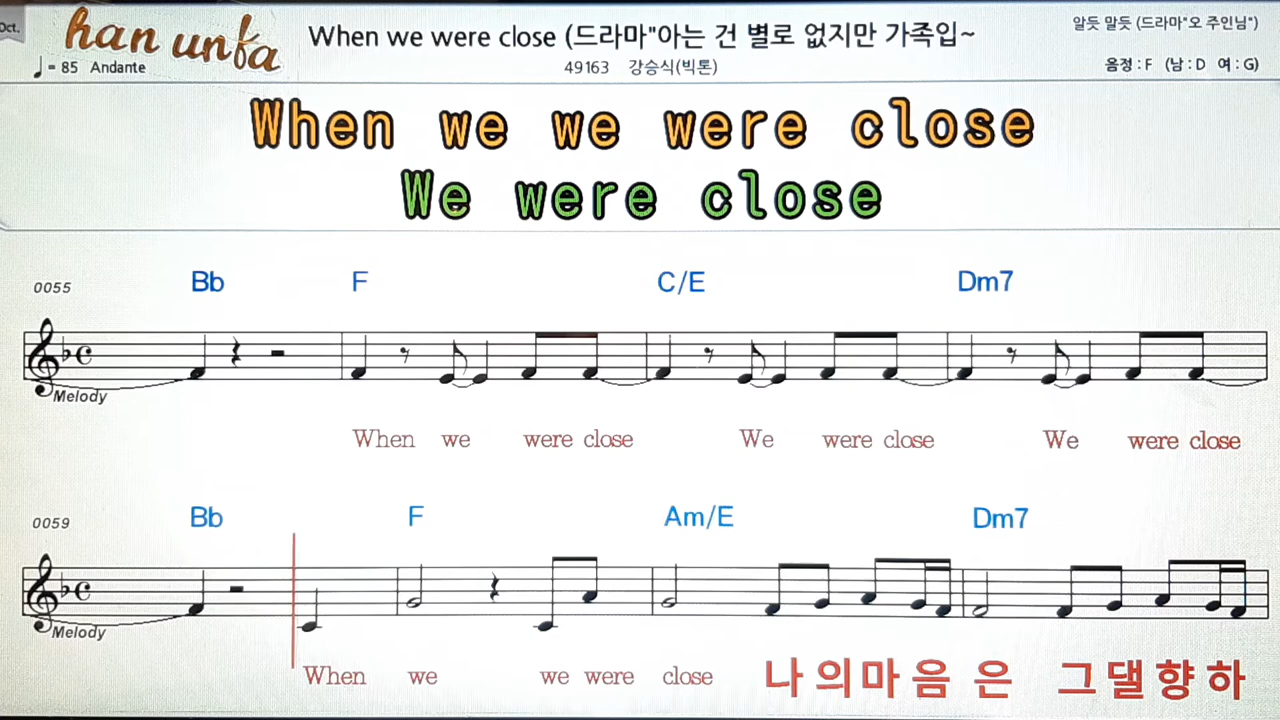 Oct.
han unfa
When we were close (드라마"아는 건 별로 없지만 가족입~
알듯 말듯 (드라마"오 주인님")
♩= 85 Andante
49163 강승식(빅톤)
음정 : F (남 : D 여 : G)
When we we were close
We were close
0055
Bb F C/E Dm7
Melody
When we were close We were close We were close
0059
Bb F Am/E Dm7
Melody
When we we were close 나의마음은 그댈향하